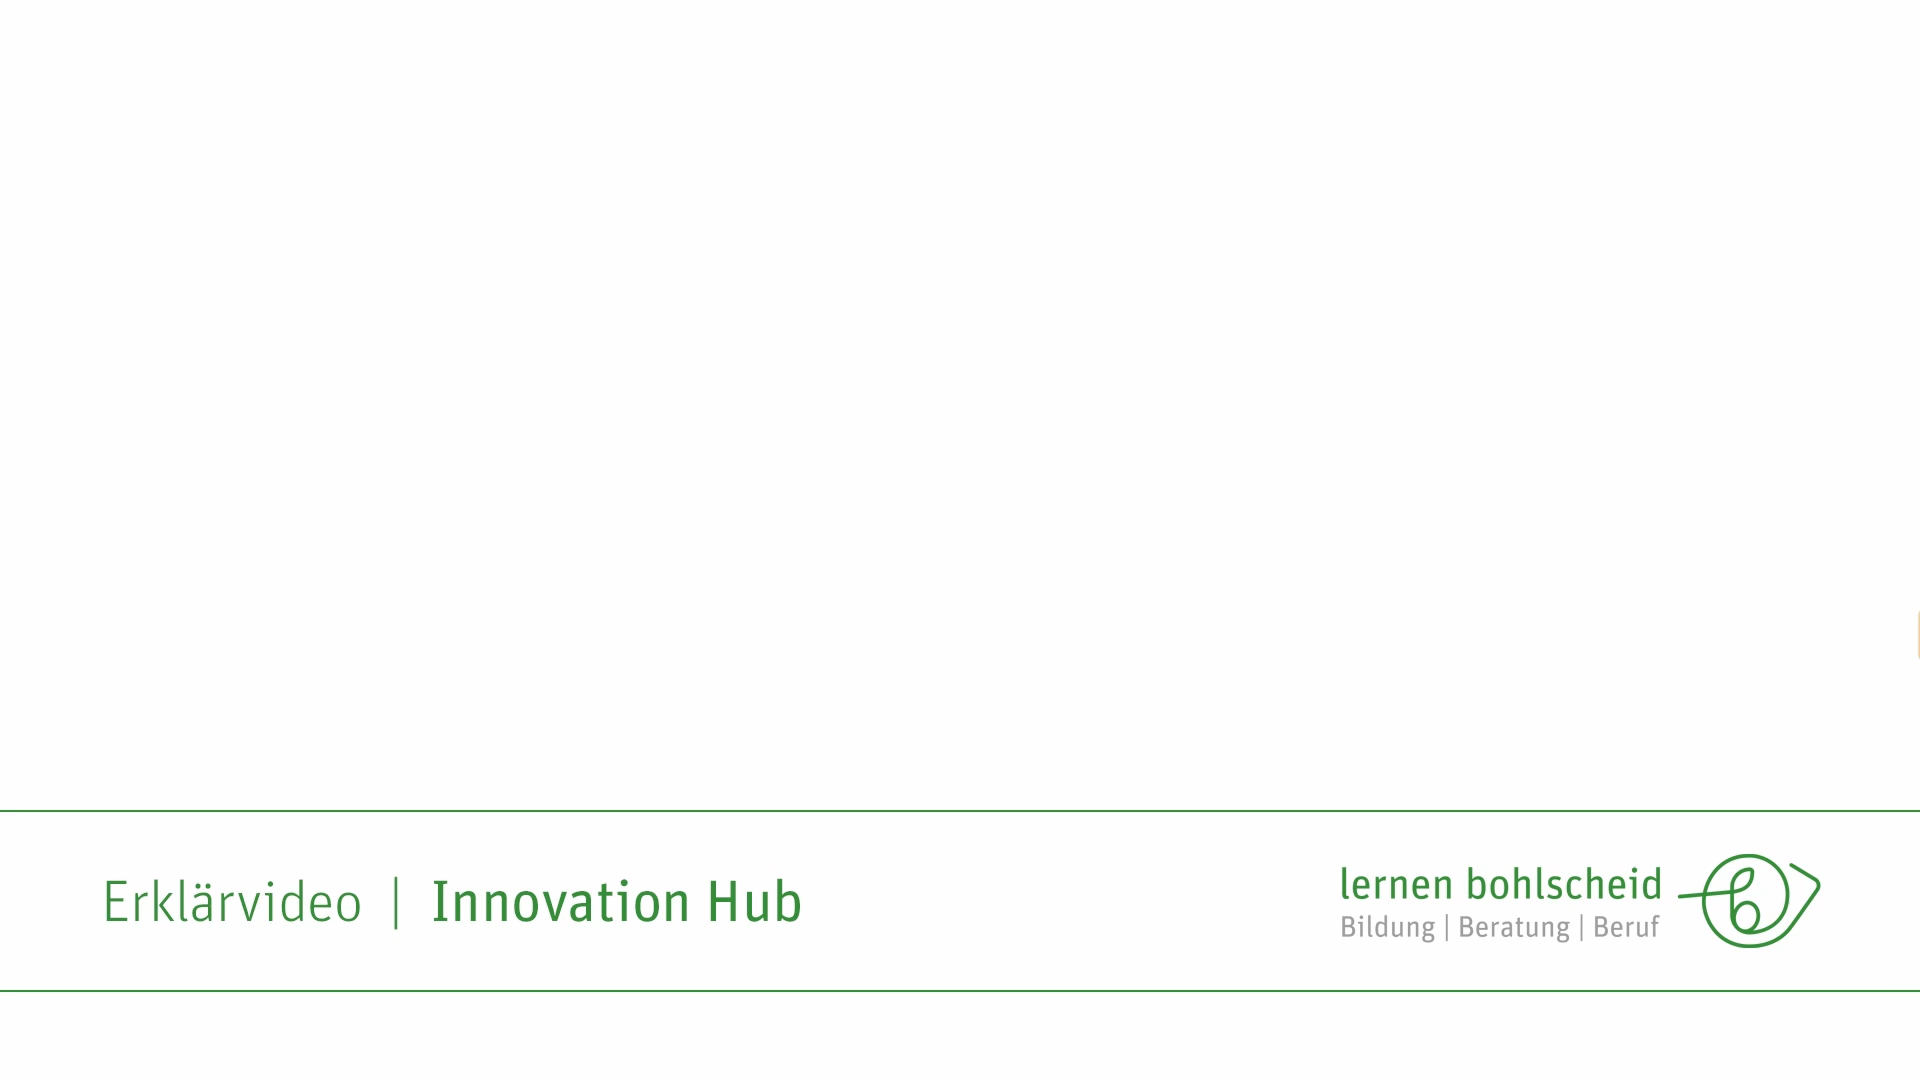 Erklärvideo | Innovation Hub
lernen bohlscheid
Bildung | Beratung | Beruf